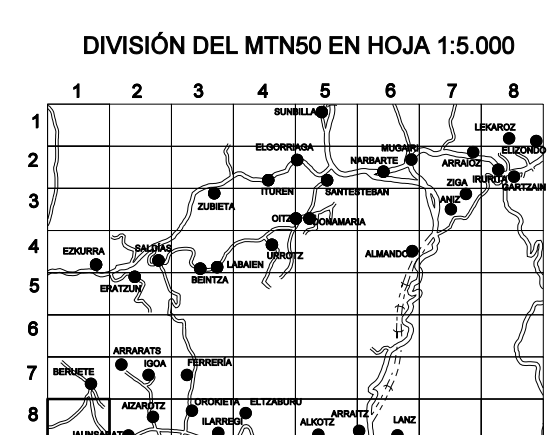 DIVISIÓN DEL MTN50 EN HOJA 1:5.000
1 2 3 4 5 6 7 8
1
SUNBILLA
LEKAROZ
ELIZONDO
2
ELGORRIAGA
MUGAIRI
NARBARTE
ARRAIOZ
IRURITA
GARTZAIN
ZIGA
3
ITUREN
SANTESTEBAN
ZUBIETA
ANIZ
OITZ
DONAMARIA
4
EZKURRA
SALDIAS
URROTZ
ALMANDOZ
LABAIEN
BEINTZA
5
ERATZUN
6
ARRARATS
7
BERUETE
IGOA
FERRERÍA
8
AIZAROTZ
OROKIETA
ELTZABURU
ILARREGI
ALKOTZ
ARRAITZ
LANZ